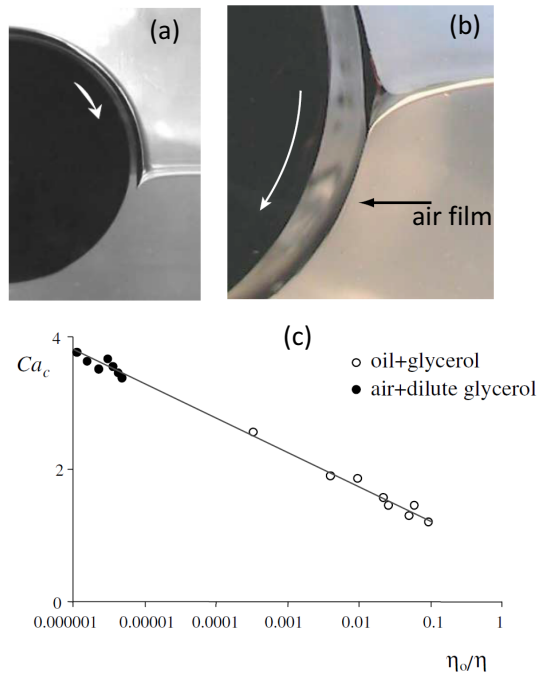 (a)
(b)
air film
(c)
4
Ca_c
○ oil+glycerol
● air+dilute glycerol
2
0
0.000001 0.00001 0.0001 0.001 0.01 0.1 1
η_o/η